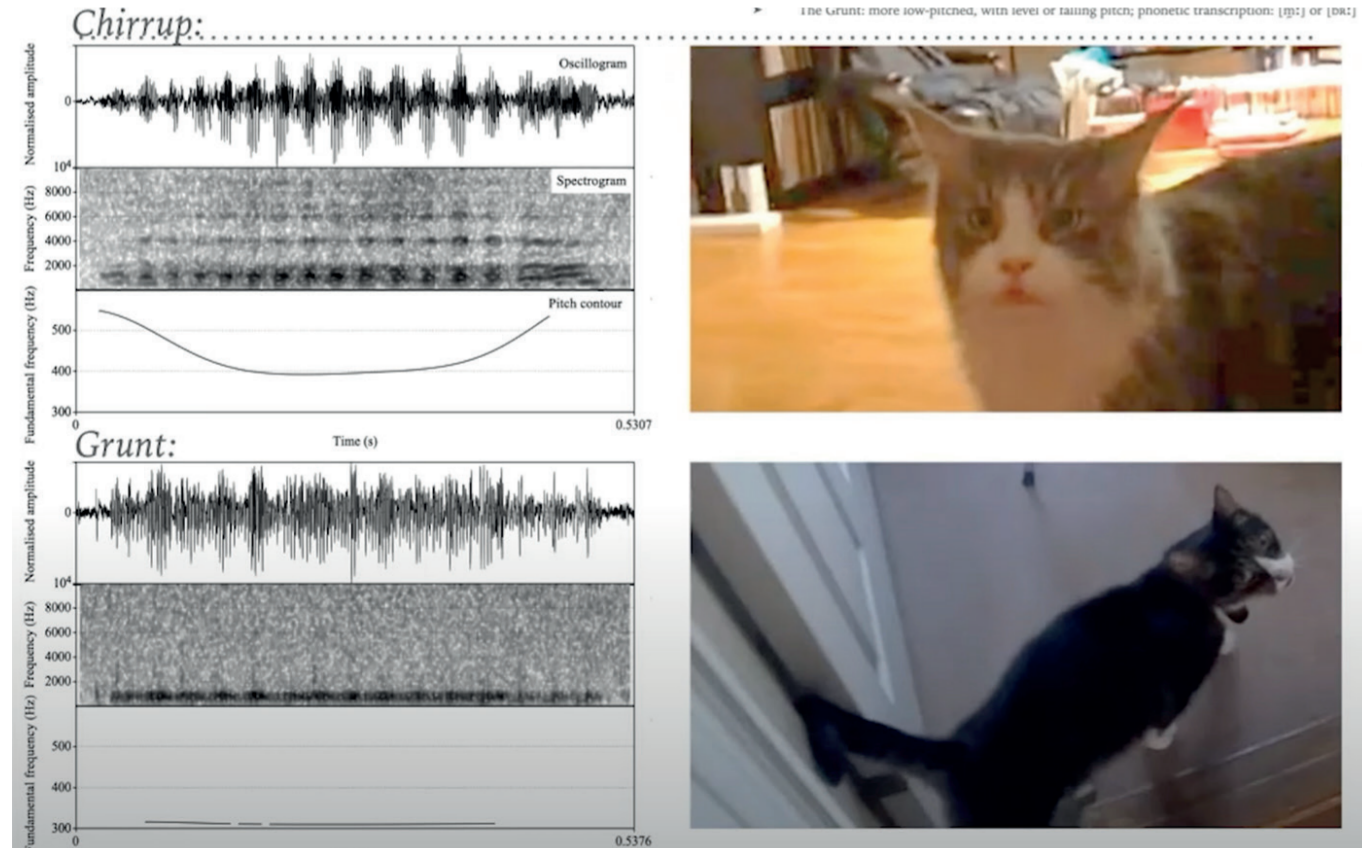 The Grunt: more low-pitched, with level or falling pitch; phonetic transcription:
Chirrup:
Normalised amplitude
0
Oscillogram
Frequency (Hz)
10⁴
8000
6000
4000
2000
Spectrogram
Fundamental frequency (Hz)
500
400
300
Pitch contour
0
0.5307
Time (s)
Grunt:
Normalised amplitude
0
Frequency (Hz)
10⁴
8000
6000
4000
2000
Fundamental frequency (Hz)
500
400
300
0
0.5376